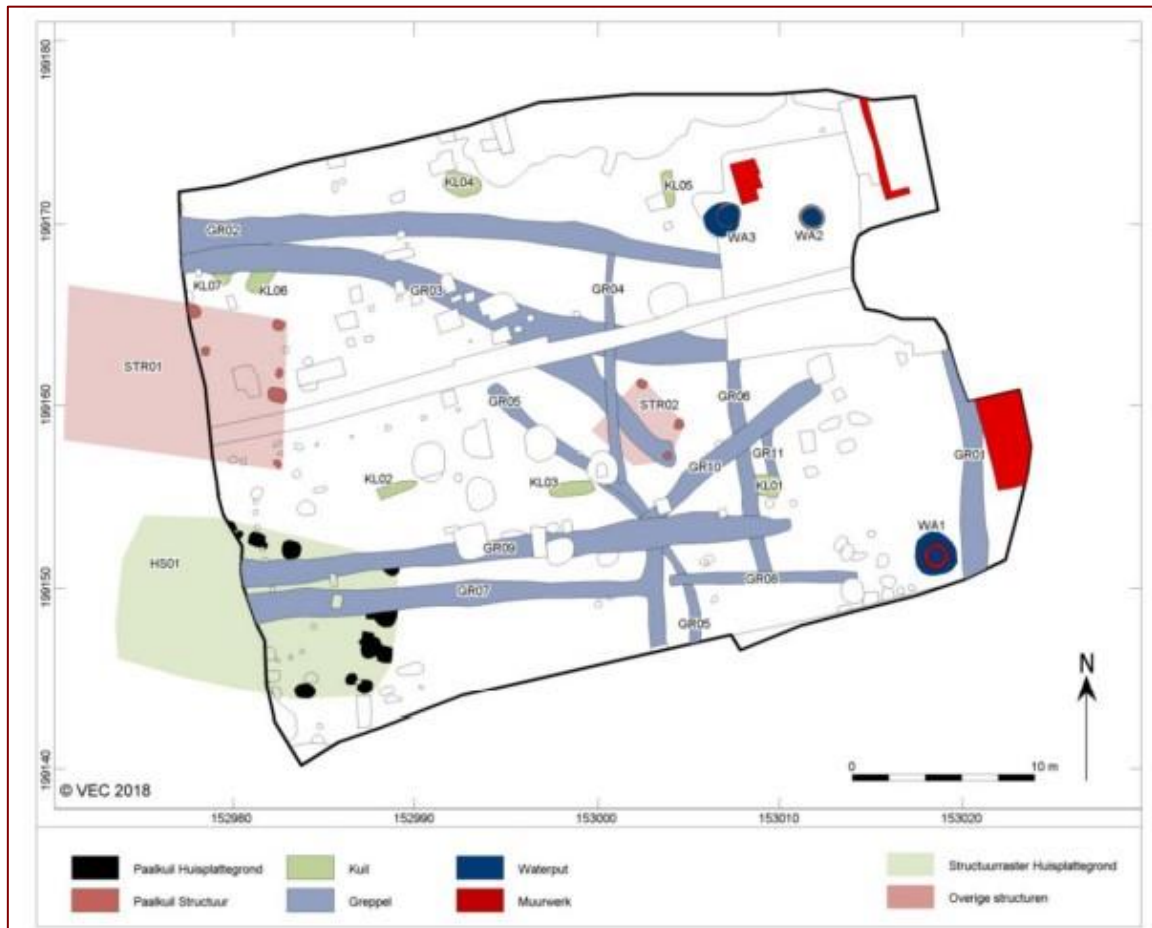 199180
KL04
KL05
199170
GR02
WA3
WA2
KL07
KL06
GR03
GR04
STR01
199160
GR05
STR02
GR06
GR10
GR11
GR01
KL02
KL03
KL01
WA1
HS01
GR09
199150
GR07
GR08
GR05
N
199140
0 10 m
© VEC 2018
152980 152990 153000 153010 153020
Paalkuil Huisplattegrond Kuil Waterput Structuurraster Huisplattegrond
Paalkuil Structuur Greppel Muurwerk Overige structuren